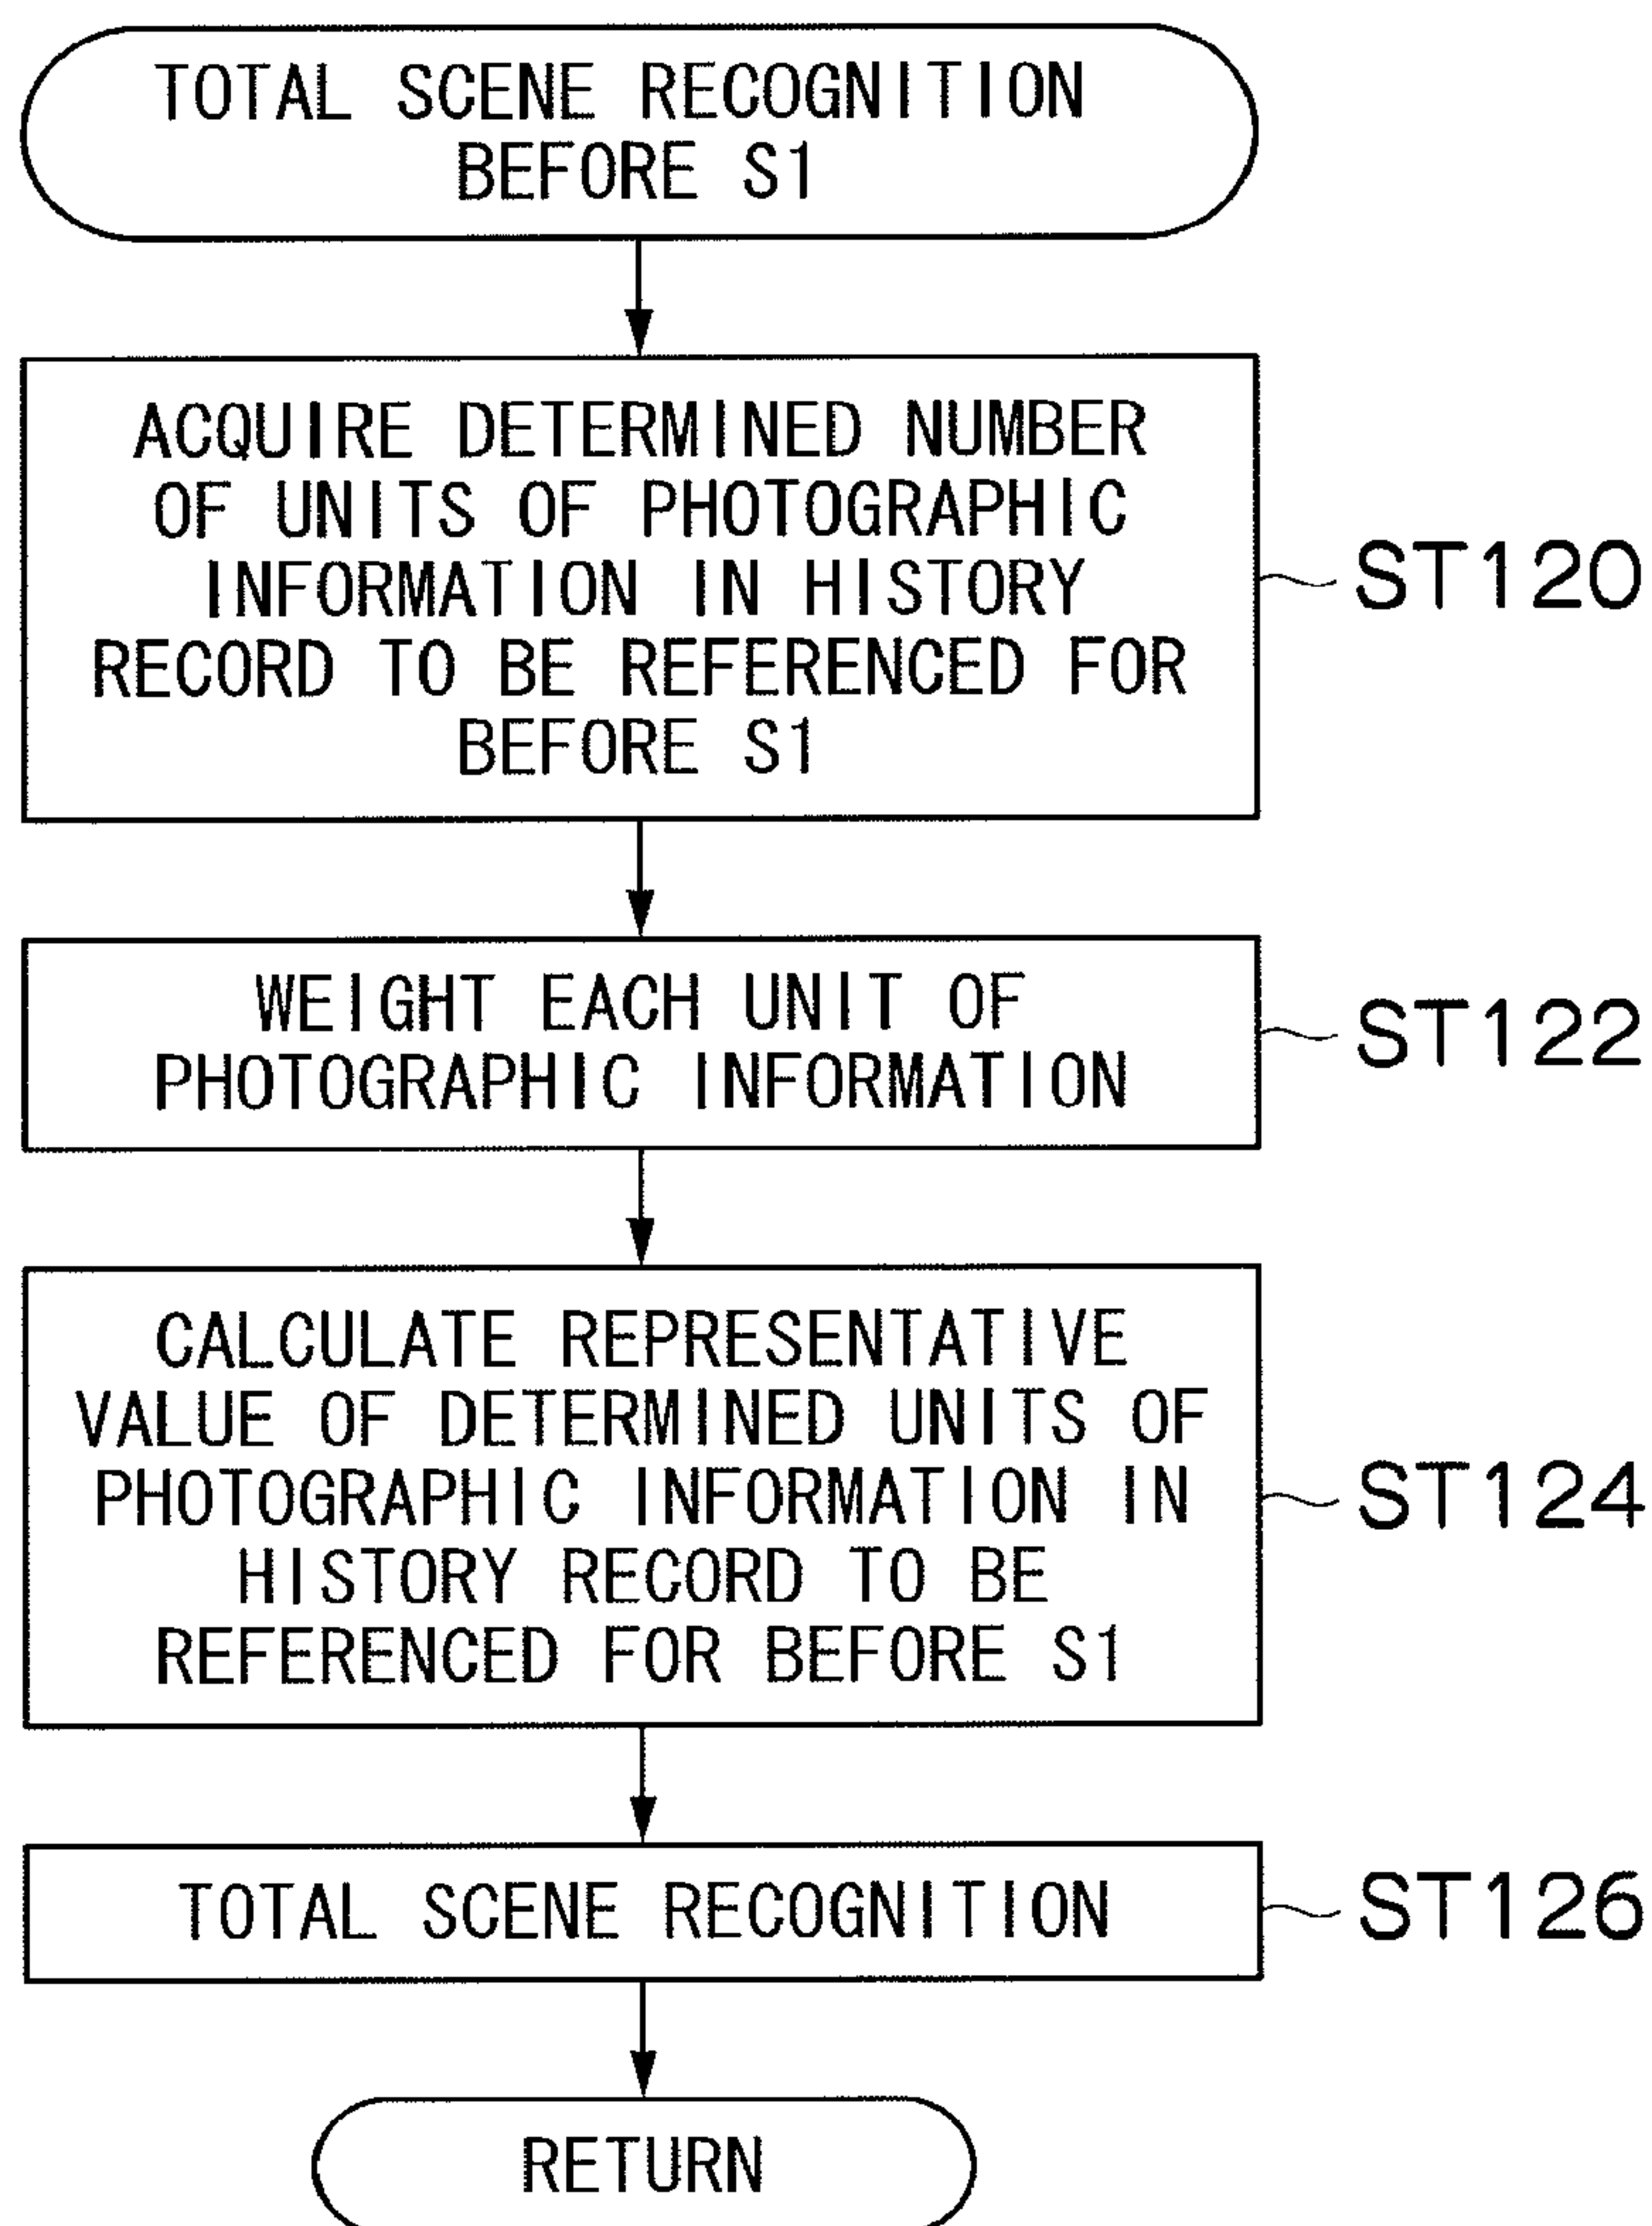 TOTAL SCENE RECOGNITION
BEFORE S1
ACQUIRE DETERMINED NUMBER
OF UNITS OF PHOTOGRAPHIC
INFORMATION IN HISTORY
RECORD TO BE REFERENCED FOR
BEFORE S1
ST120
WEIGHT EACH UNIT OF
PHOTOGRAPHIC INFORMATION
ST122
CALCULATE REPRESENTATIVE
VALUE OF DETERMINED UNITS OF
PHOTOGRAPHIC INFORMATION IN
HISTORY RECORD TO BE
REFERENCED FOR BEFORE S1
ST124
TOTAL SCENE RECOGNITION
ST126
RETURN